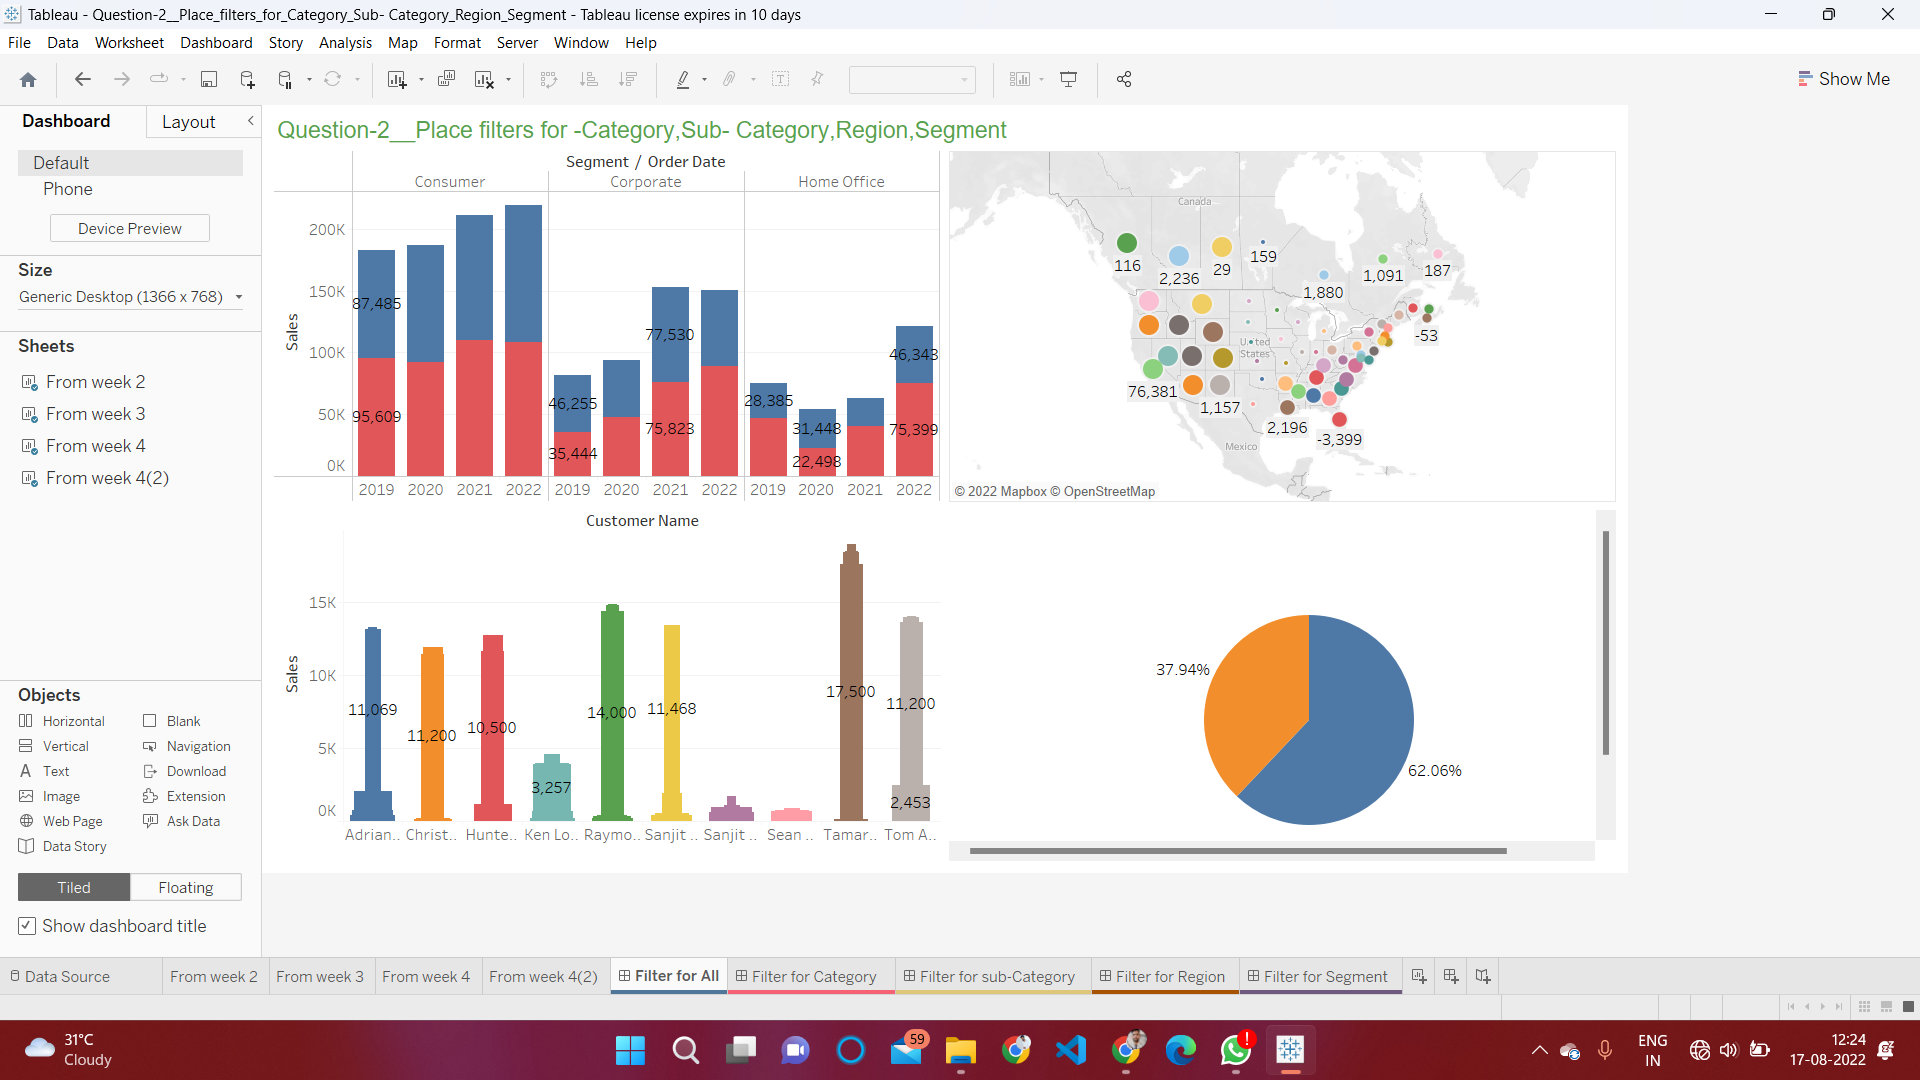 Tableau - Question-2__Place_filters_for_Category_Sub- Category_Region_Segment - Tableau license expires in 10 days
File Data Worksheet Dashboard Story Analysis Map Format Server Window Help
Show Me
Dashboard Layout
Default
Phone
Device Preview
Size
Generic Desktop (1366 x 768)
Sheets
From week 2
From week 3
From week 4
From week 4(2)
Objects
Horizontal Blank
Vertical Navigation
Text Download
Image Extension
Web Page Ask Data
Data Story
Tiled Floating
Show dashboard title
Question-2__Place filters for -Category,Sub- Category,Region,Segment
Segment / Order Date
Consumer Corporate Home Office
Sales
200K
150K
100K
50K
0K
87,485
95,609
46,255
35,444
77,530
75,823
28,385
31,448
22,498
46,343
75,399
2019 2020 2021 2022 2019 2020 2021 2022 2019 2020 2021 2022
Canada
United States
Mexico
116
2,236
29
159
1,880
1,091
187
-53
76,381
1,157
2,196
-3,399
© 2022 Mapbox © OpenStreetMap
Customer Name
Sales
15K
10K
5K
0K
11,069
11,200
10,500
3,257
14,000
11,468
17,500
11,200
2,453
Adrian.. Christ.. Hunte.. Ken Lo.. Raymo.. Sanjit .. Sanjit .. Sean .. Tamar.. Tom A..
37.94%
62.06%
Data Source From week 2 From week 3 From week 4 From week 4(2) Filter for All Filter for Category Filter for sub-Category Filter for Region Filter for Segment
31°C
Cloudy
59
ENG
IN
12:24
17-08-2022